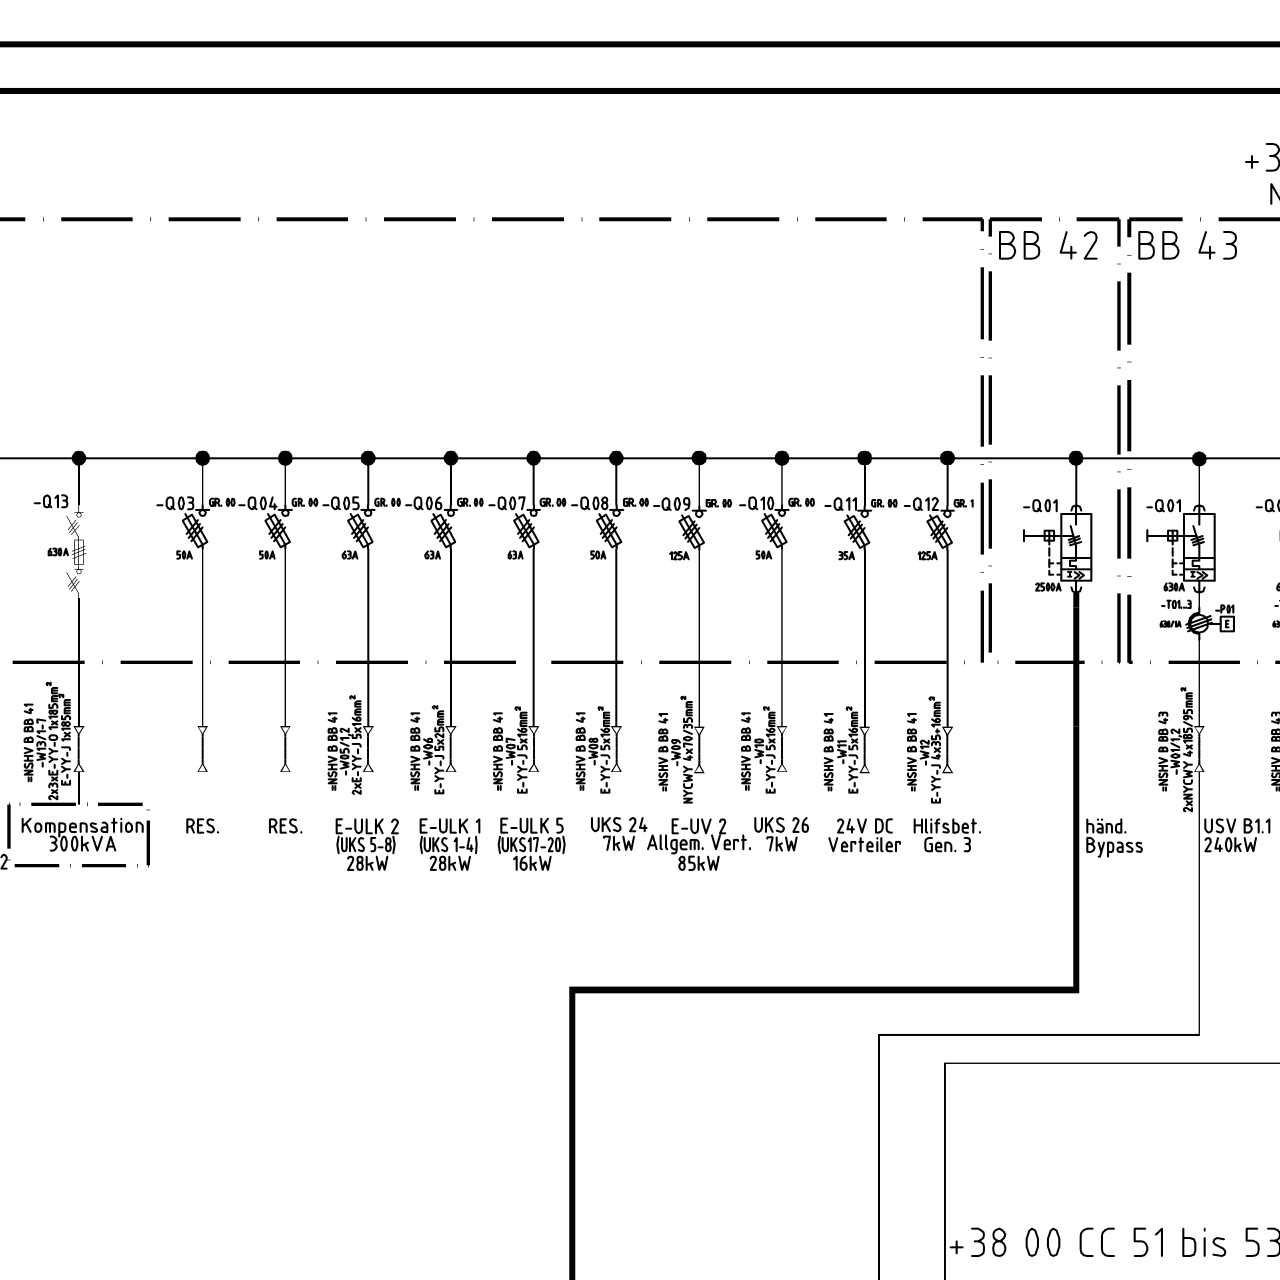 +3
N
BB 42
BB 43
-Q13
630A
-Q03
GR. 00
50A
-Q04
GR. 00
50A
-Q05
GR. 00
63A
-Q06
GR. 00
63A
-Q07
GR. 00
63A
-Q08
GR. 00
50A
-Q09
GR. 00
125A
-Q10
GR. 00
50A
-Q11
GR. 00
35A
-Q12
GR. 1
125A
-Q01
I >>
2500A
-Q01
I >>
630A
-T01...3
630/1A
-P01
E
=NSHV B BB 41
-W13/1-7
2x3xE-YY-O 1x185mm²
E-YY-J 1x185mm²
=NSHV B BB 41
-W05/1,2
2xE-YY-J 5x16mm²
=NSHV B BB 41
-W06
E-YY-J 5x25mm²
=NSHV B BB 41
-W07
E-YY-J 5x16mm²
=NSHV B BB 41
-W08
E-YY-J 5x16mm²
=NSHV B BB 41
-W09
NYCWY 4x70/35mm²
=NSHV B BB 41
-W10
E-YY-J 5x16mm²
=NSHV B BB 41
-W11
E-YY-J 5x16mm²
=NSHV B BB 41
-W12
E-YY-J 4x35+16mm²
=NSHV B BB 43
-W01/1,2
2xNYCWY 4x185/95mm²
=NSHV B BB 43
Kompensation
300kVA
2
RES.
RES.
E-ULK 2
(UKS 5-8)
28kW
E-ULK 1
(UKS 1-4)
28kW
E-ULK 5
(UKS17-20)
16kW
UKS 24
7kW
E-UV 2
Allgem. Vert.
85kW
UKS 26
7kW
24V DC
Verteiler
Hlifsbet.
Gen. 3
händ.
Bypass
USV B1.1
240kW
+38 00 CC 51 bis 53